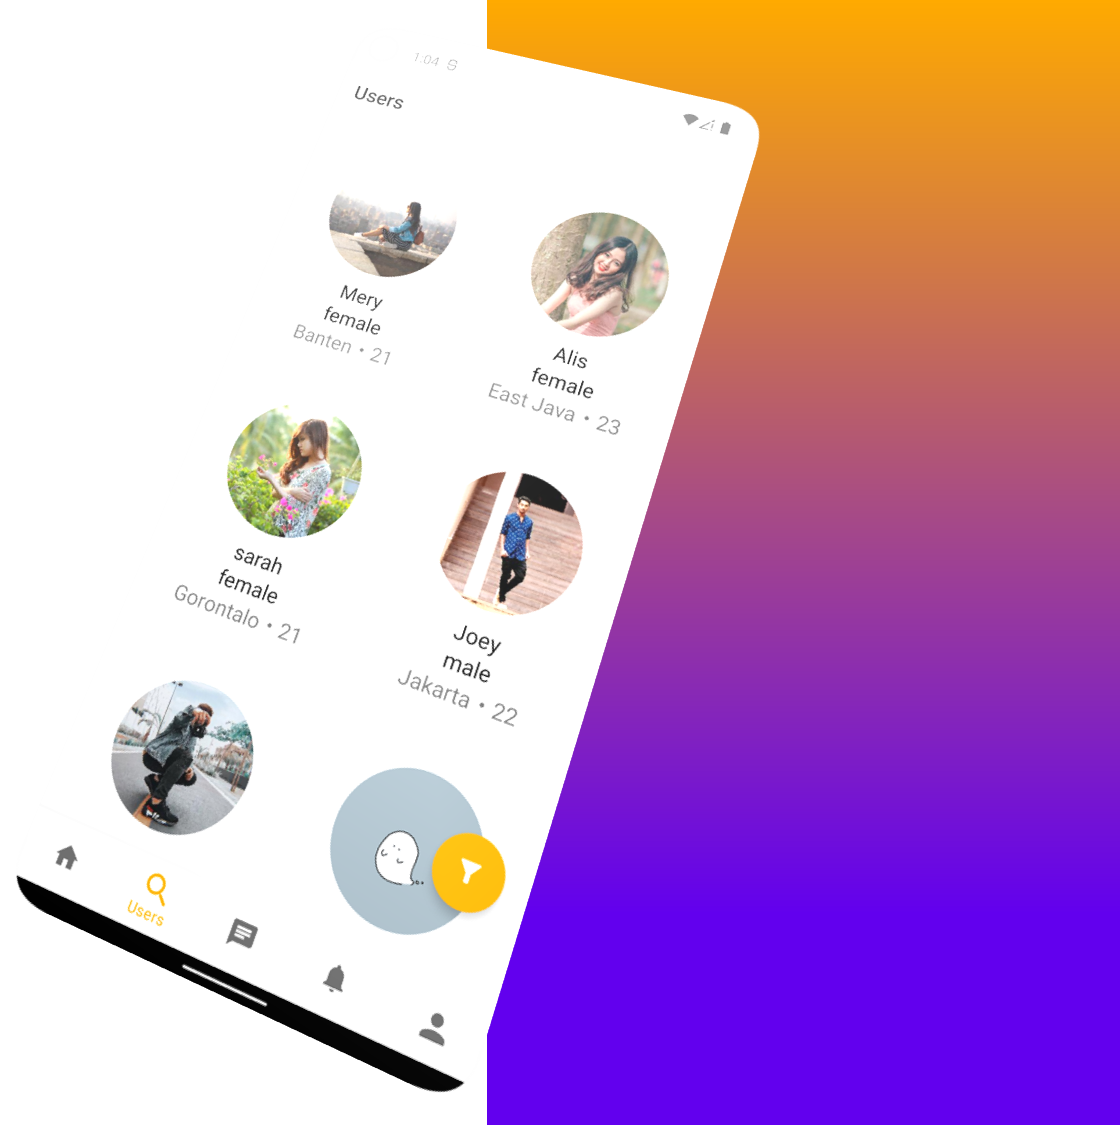 1:04
Users
Mery
female
Banten • 21
Alis
female
East Java • 23
sarah
female
Gorontalo • 21
Joey
male
Jakarta • 22
Users